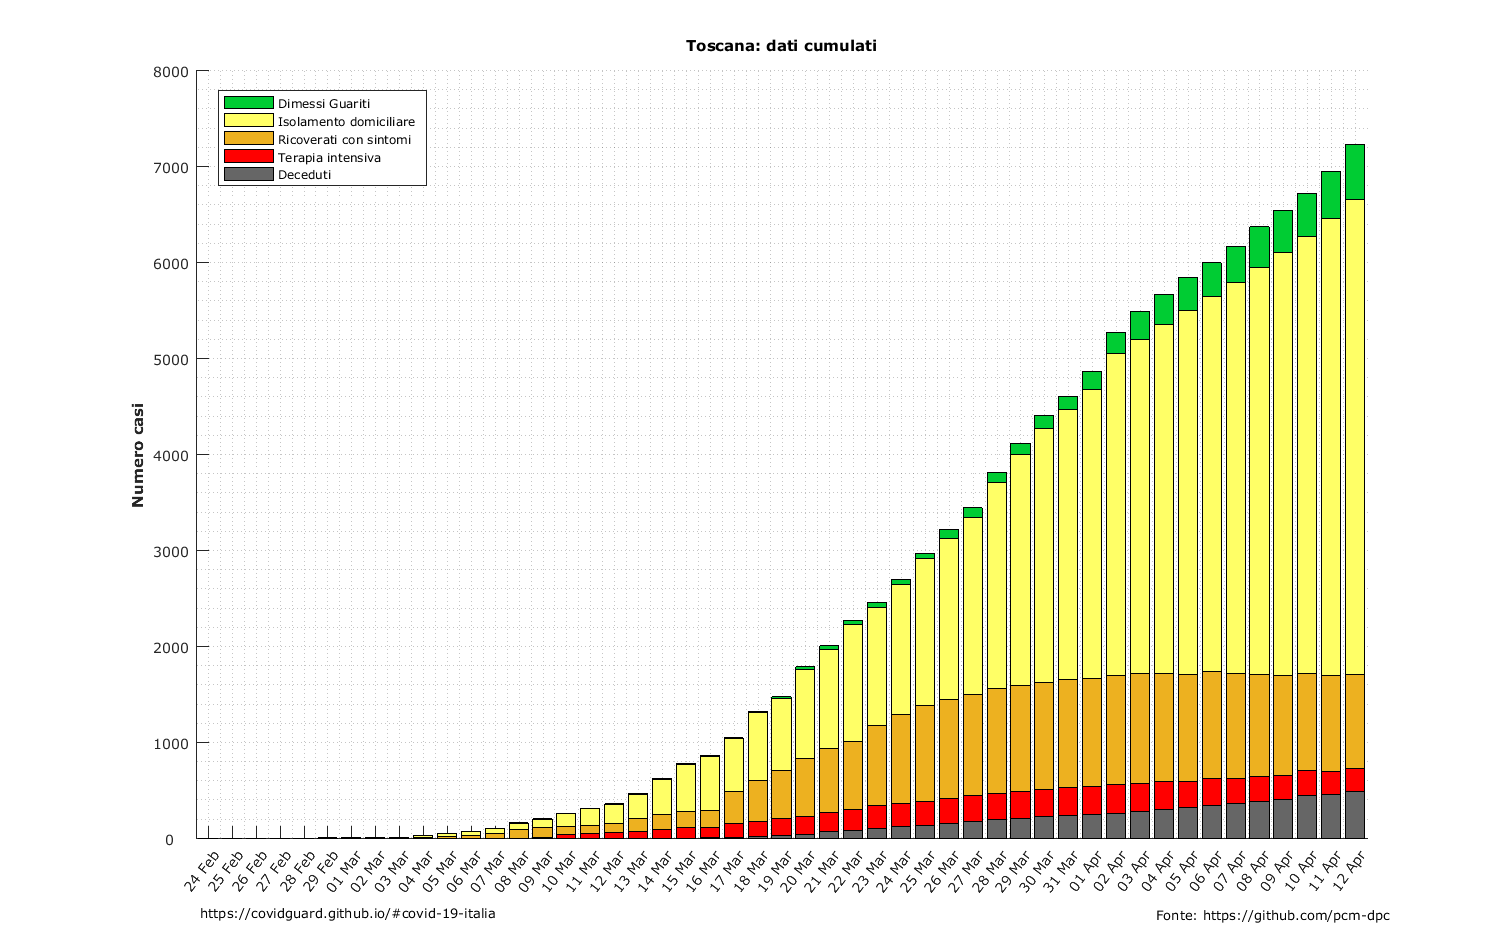 Toscana: dati cumulati
8000
7000
6000
5000
4000
3000
2000
1000
0
Numero casi
Dimessi Guariti
Isolamento domiciliare
Ricoverati con sintomi
Terapia intensiva
Deceduti
24 Feb
25 Feb
26 Feb
27 Feb
28 Feb
29 Feb
01 Mar
02 Mar
03 Mar
04 Mar
05 Mar
06 Mar
07 Mar
08 Mar
09 Mar
10 Mar
11 Mar
12 Mar
13 Mar
14 Mar
15 Mar
16 Mar
17 Mar
18 Mar
19 Mar
20 Mar
21 Mar
22 Mar
23 Mar
24 Mar
25 Mar
26 Mar
27 Mar
28 Mar
29 Mar
30 Mar
31 Mar
01 Apr
02 Apr
03 Apr
04 Apr
05 Apr
06 Apr
07 Apr
08 Apr
09 Apr
10 Apr
11 Apr
12 Apr
https://covidguard.github.io/#covid-19-italia
Fonte: https://github.com/pcm-dpc